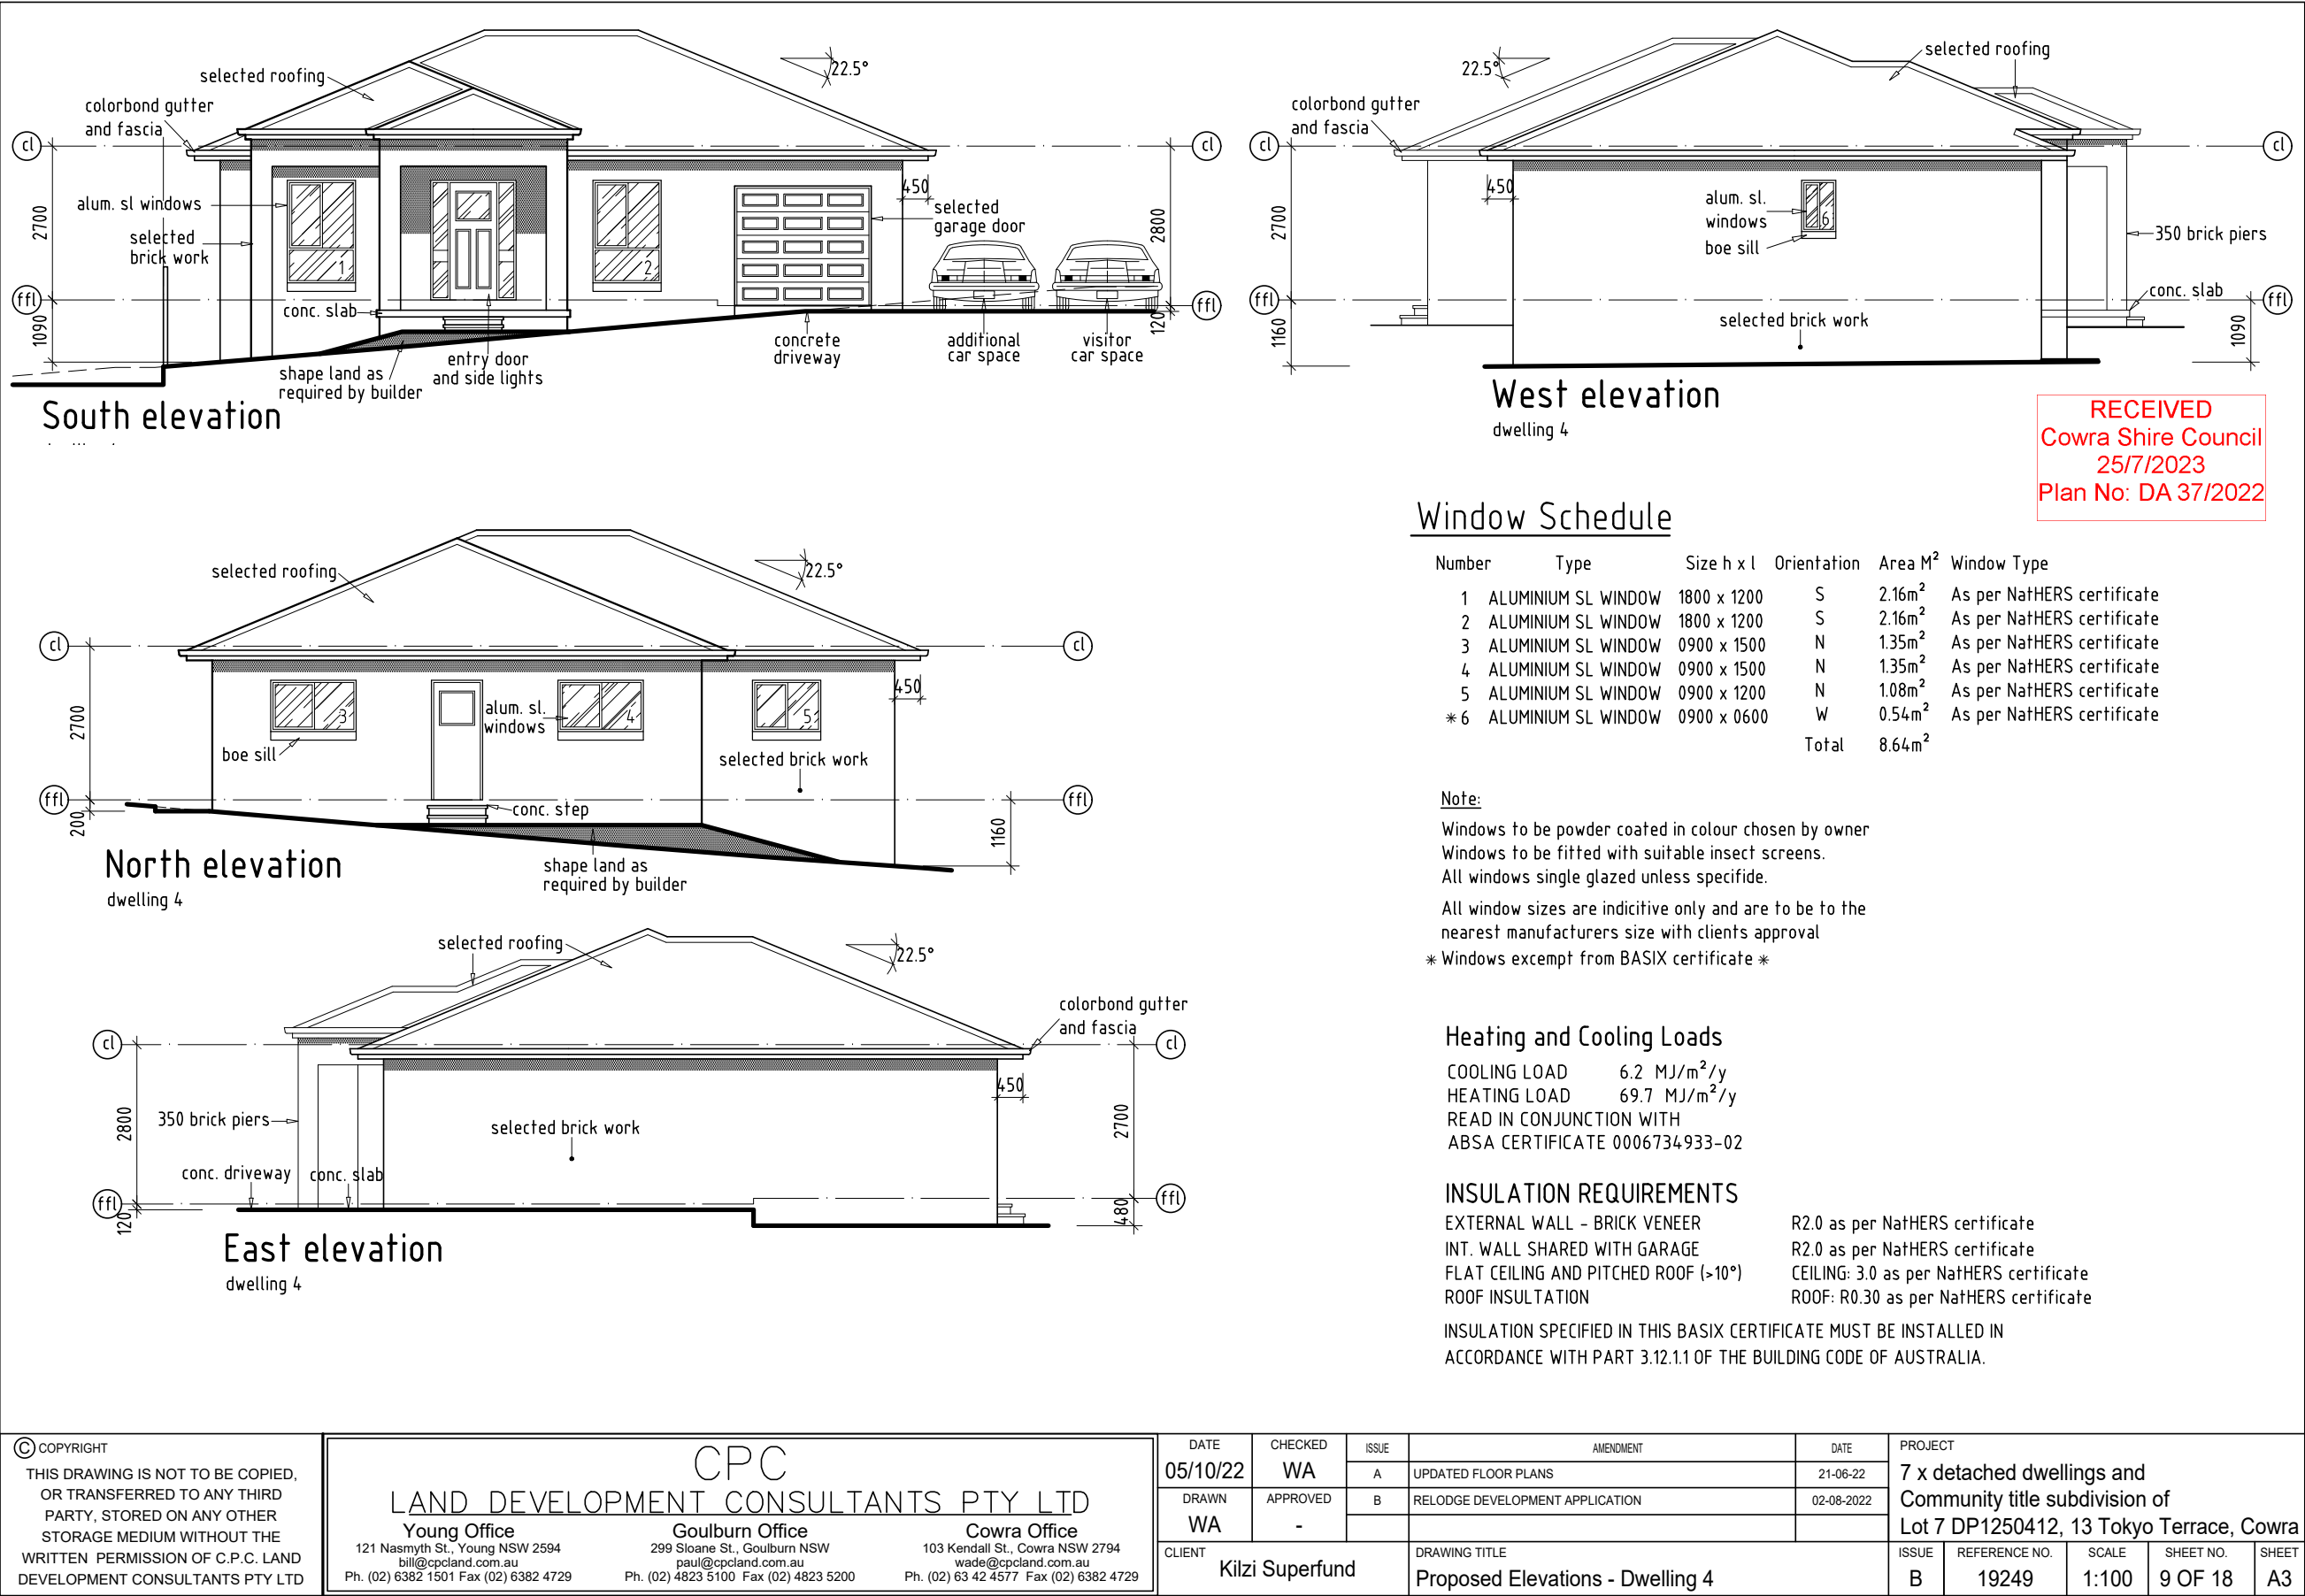 selected roofing
22.5°
colorbond gutter
and fascia
cl
cl
alum. sl windows
2700
selected
brick work
450
selected
garage door
2800
1
2
ffl
ffl
conc. slab
1090
120
entry door
and side lights
concrete
driveway
additional
car space
visitor
car space
shape land as
required by builder
South elevation
selected roofing
22.5°
colorbond gutter
and fascia
cl
cl
450
alum. sl.
windows
6
boe sill
2700
350 brick piers
ffl
ffl
conc. slab
selected brick work
1160
1090
West elevation
dwelling 4
RECEIVED
Cowra Shire Council
25/7/2023
Plan No: DA 37/2022
selected roofing
22.5°
cl
cl
450
2700
3
alum. sl.
windows
4
5
boe sill
selected brick work
ffl
ffl
200
conc. step
1160
shape land as
required by builder
North elevation
dwelling 4
selected roofing
22.5°
colorbond gutter
and fascia
cl
cl
450
2800
350 brick piers
selected brick work
2700
conc. driveway
conc. slab
ffl
ffl
120
480
East elevation
dwelling 4
Window Schedule
Number Type Size h x l Orientation Area M² Window Type
1 ALUMINIUM SL WINDOW 1800 x 1200 S 2.16m² As per NatHERS certificate
2 ALUMINIUM SL WINDOW 1800 x 1200 S 2.16m² As per NatHERS certificate
3 ALUMINIUM SL WINDOW 0900 x 1500 N 1.35m² As per NatHERS certificate
4 ALUMINIUM SL WINDOW 0900 x 1500 N 1.35m² As per NatHERS certificate
5 ALUMINIUM SL WINDOW 0900 x 1200 N 1.08m² As per NatHERS certificate
*6 ALUMINIUM SL WINDOW 0900 x 0600 W 0.54m² As per NatHERS certificate
Total 8.64m²
Note:
Windows to be powder coated in colour chosen by owner
Windows to be fitted with suitable insect screens.
All windows single glazed unless specifide.
All window sizes are indicitive only and are to be to the
nearest manufacturers size with clients approval
* Windows excempt from BASIX certificate *
Heating and Cooling Loads
COOLING LOAD 6.2 MJ/m²/y
HEATING LOAD 69.7 MJ/m²/y
READ IN CONJUNCTION WITH
ABSA CERTIFICATE 0006734933-02
INSULATION REQUIREMENTS
EXTERNAL WALL - BRICK VENEER R2.0 as per NatHERS certificate
INT. WALL SHARED WITH GARAGE R2.0 as per NatHERS certificate
FLAT CEILING AND PITCHED ROOF (>10°) CEILING: 3.0 as per NatHERS certificate
ROOF INSULTATION ROOF: R0.30 as per NatHERS certificate
INSULATION SPECIFIED IN THIS BASIX CERTIFICATE MUST BE INSTALLED IN
ACCORDANCE WITH PART 3.12.1.1 OF THE BUILDING CODE OF AUSTRALIA.
© COPYRIGHT
THIS DRAWING IS NOT TO BE COPIED,
OR TRANSFERRED TO ANY THIRD
PARTY, STORED ON ANY OTHER
STORAGE MEDIUM WITHOUT THE
WRITTEN PERMISSION OF C.P.C. LAND
DEVELOPMENT CONSULTANTS PTY LTD
CPC
LAND DEVELOPMENT CONSULTANTS PTY LTD
Young Office
121 Nasmyth St., Young NSW 2594
bill@cpcland.com.au
Ph. (02) 6382 1501 Fax (02) 6382 4729
Goulburn Office
299 Sloane St., Goulburn NSW
paul@cpcland.com.au
Ph. (02) 4823 5100 Fax (02) 4823 5200
Cowra Office
103 Kendall St., Cowra NSW 2794
wade@cpcland.com.au
Ph. (02) 63 42 4577 Fax (02) 6382 4729
DATE
05/10/22
CHECKED
WA
DRAWN
WA
APPROVED
-
CLIENT
Kilzi Superfund
ISSUE AMENDMENT DATE
A UPDATED FLOOR PLANS 21-06-22
B RELODGE DEVELOPMENT APPLICATION 02-08-2022
DRAWING TITLE
Proposed Elevations - Dwelling 4
PROJECT
7 x detached dwellings and
Community title subdivision of
Lot 7 DP1250412, 13 Tokyo Terrace, Cowra
ISSUE REFERENCE NO. SCALE SHEET NO. SHEET
B 19249 1:100 9 OF 18 A3